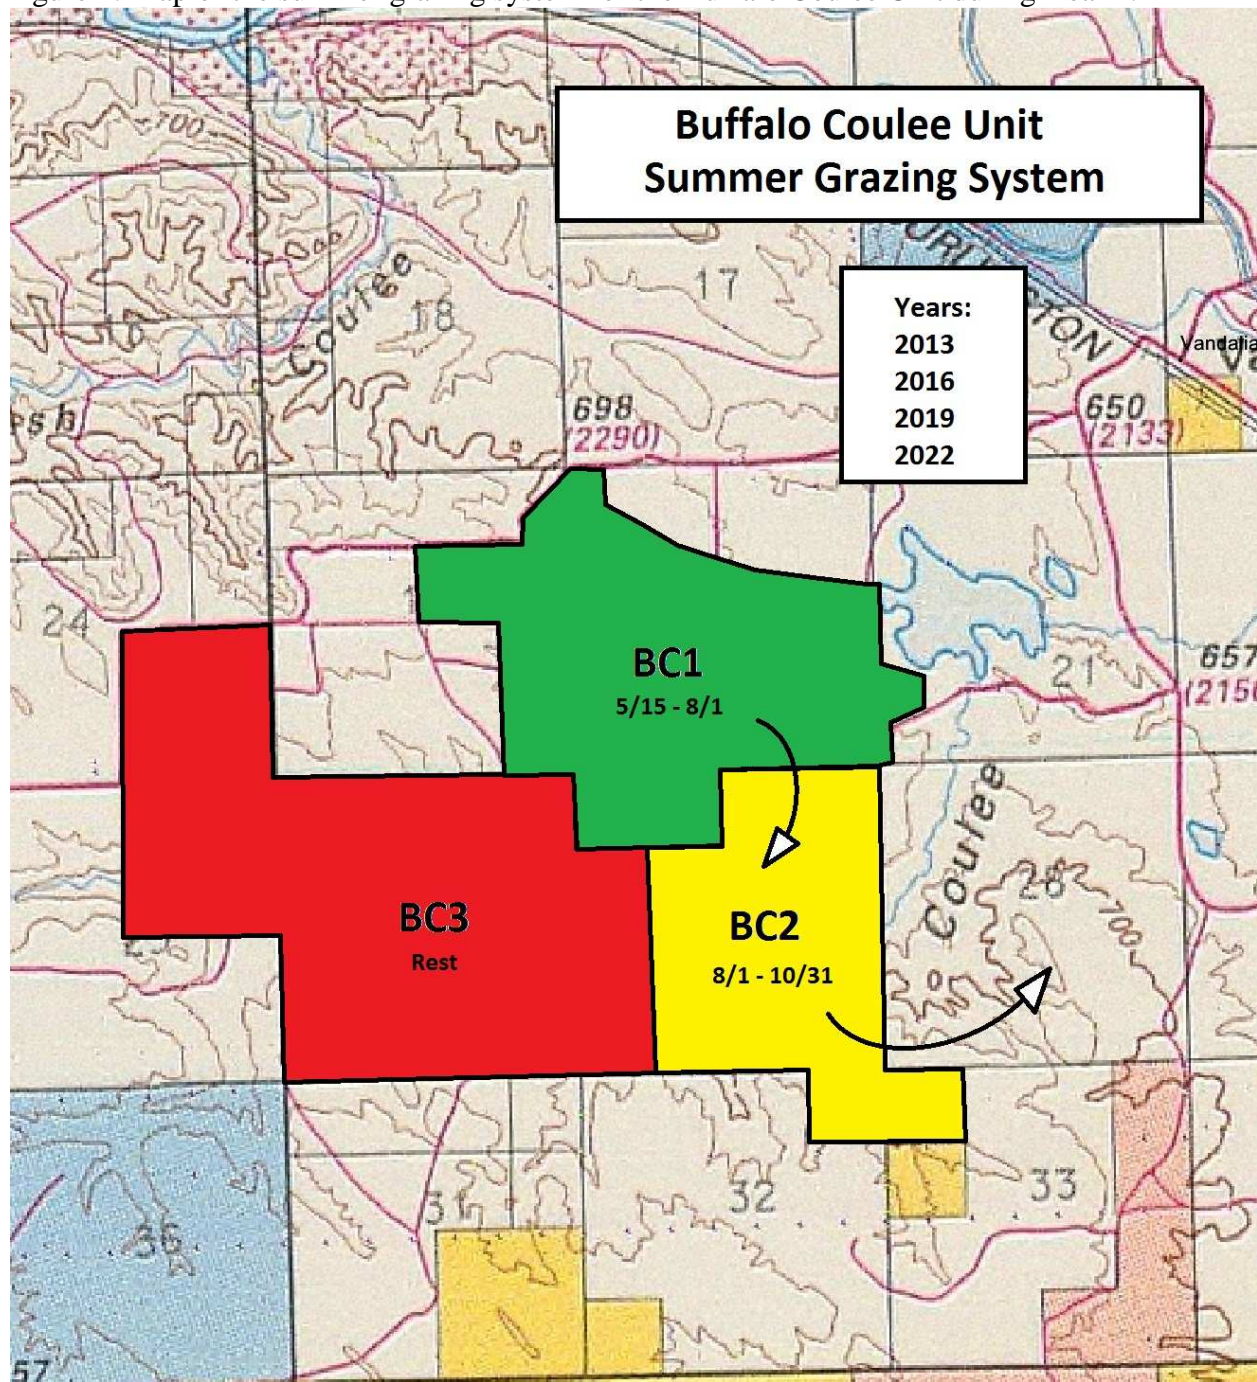 Buffalo Coulee Unit
Summer Grazing System
Years:
2013
2016
2019
2022
700
17
18
Coulee
Vandalia
698
(2290)
650
(2133)
24
BC1
5/15 - 8/1
21
657
BC3
Rest
BC2
8/1 - 10/31
Coulee
28
700
31
32
33
36
57